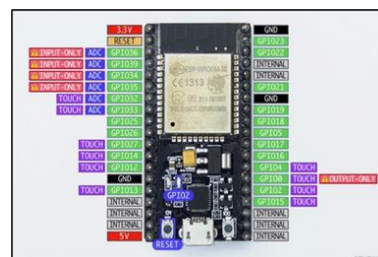 3.3V
RESET
INPUT-ONLY ADC GPIO36
INPUT-ONLY ADC GPIO39
INPUT-ONLY ADC GPIO34
INPUT-ONLY ADC GPIO35
TOUCH ADC GPIO32
TOUCH ADC GPIO33
GPIO25
GPIO26
TOUCH GPIO27
TOUCH GPIO14
TOUCH GPIO12
GND
TOUCH GPIO13
INTERNAL
INTERNAL
INTERNAL
5V
CE1313
GPIO2
RESET
GND
GPIO23
GPIO22
INTERNAL
INTERNAL
GPIO21
GND
GPIO19
GPIO18
GPIO5
GPIO17
GPIO16
GPIO4 TOUCH
GPIO0 TOUCH OUTPUT-ONLY
GPIO2 TOUCH
GPIO15 TOUCH
INTERNAL
INTERNAL
INTERNAL